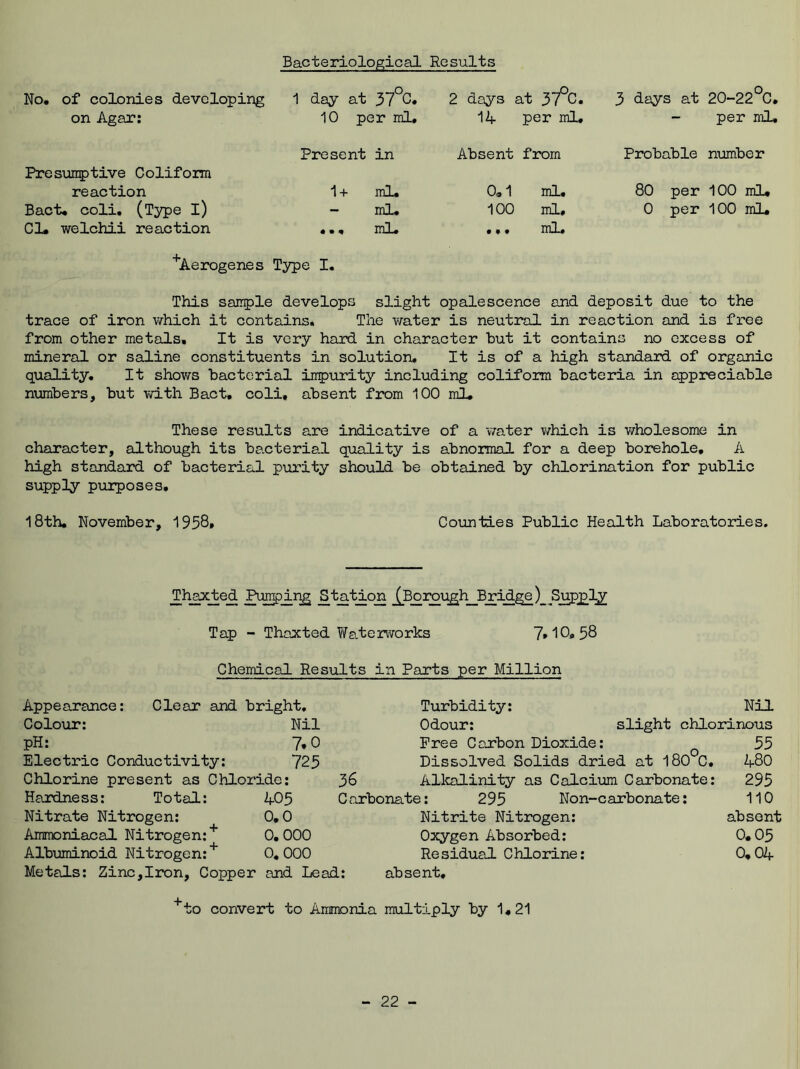 Bacteriological Results
No. of colonies developing 1 day at 37°C. 2 days at 37°C. 3 days at 20-22°C.
on Agar: 10 per ml. 14 per ml. - per ml.
Present in Absent from Probable number
Presumptive Coliform
reaction 1+ ml. 0.1 ml. 80 per 100 ml.
Bact. coli. (Type I) - ml. 100 ml. 0 per 100 ml.
Cl. welchii reaction ... ml. ... ml.
+Aerogenes Type I.
This sample develops slight opalescence and deposit due to the
trace of iron which it contains. The water is neutral in reaction and is free
from other metals. It is very hard in character but it contains no excess of
mineral or saline constituents in solution. It is of a high standard of organic
quality. It shows bacterial impurity including coliform bacteria in appreciable
numbers, but with Bact. coli. absent from 100 ml.
These results are indicative of a water which is wholesome in
character, although its bacterial quality is abnormal for a deep borehole. A
high standard of bacterial purity should be obtained by chlorination for public
supply purposes.
18th. November, 1958. Counties Public Health Laboratories.
Thaxted Pumping Station (Borough Bridge) Supply
Tap - Thaxted Waterworks 7.10.58
Chemical Results in Parts per Million
Appearance: Clear and bright. Turbidity: Nil
Colour: Nil Odour: slight chlorinous
pH: 7.0 Free Carbon Dioxide: 55
Electric Conductivity: 725 Dissolved Solids dried at 180°C. 480
Chlorine present as Chloride: 36 Alkalinity as Calcium Carbonate: 295
Hardness: Total: 405 Carbonate: 295 Non-carbonate: 110
Nitrate Nitrogen: 0.0 Nitrite Nitrogen: absent
Ammoniacal Nitrogen:+ 0.000 Oxygen Absorbed: 0.05
Albuminoid Nitrogen:+ 0.000 Residual Chlorine: 0.04
Metals: Zinc,Iron, Copper and Lead: absent.
+to convert to Ammonia multiply by 1.21
- 22 -